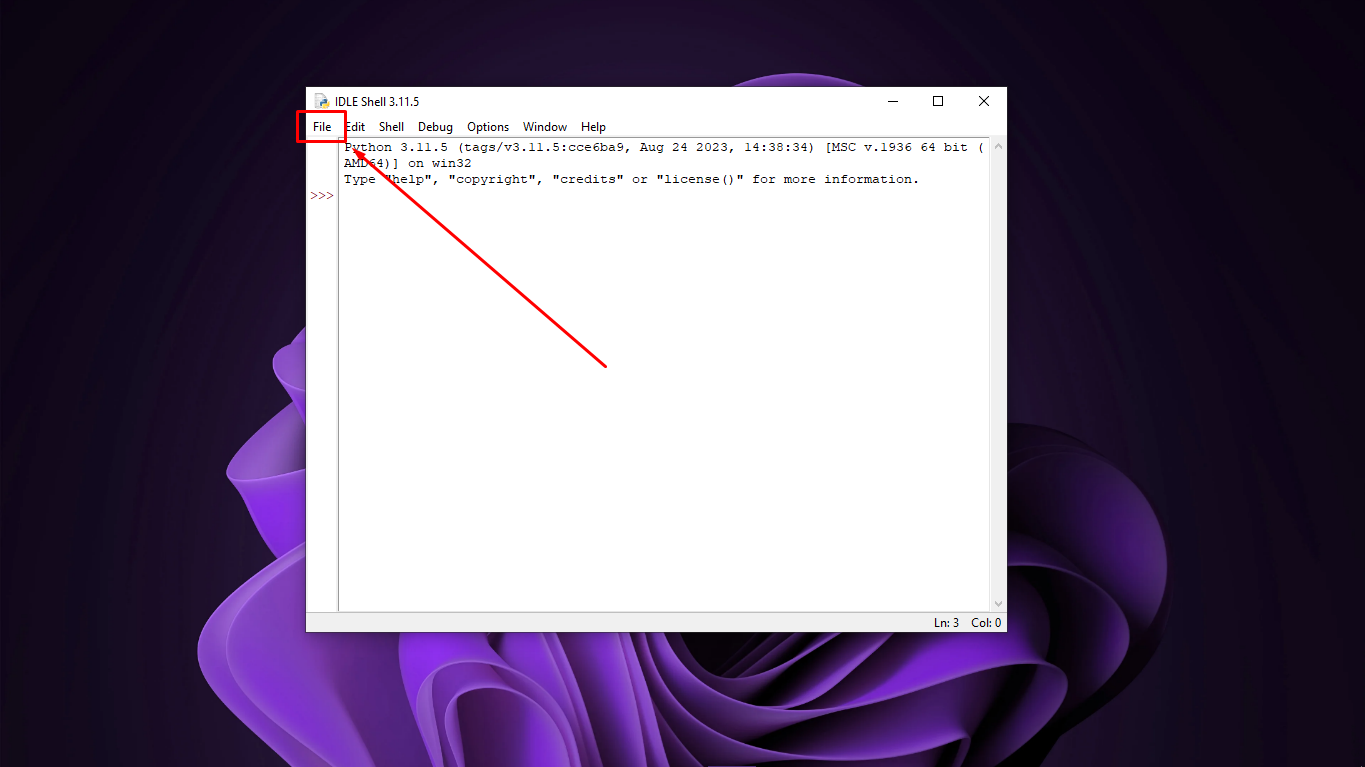 IDLE Shell 3.11.5
File Edit Shell Debug Options Window Help
Python 3.11.5 (tags/v3.11.5:cce6ba9, Aug 24 2023, 14:38:34) [MSC v.1936 64 bit (
AMD64)] on win32
Type "help", "copyright", "credits" or "license()" for more information.
>>>
Ln: 3 Col: 0